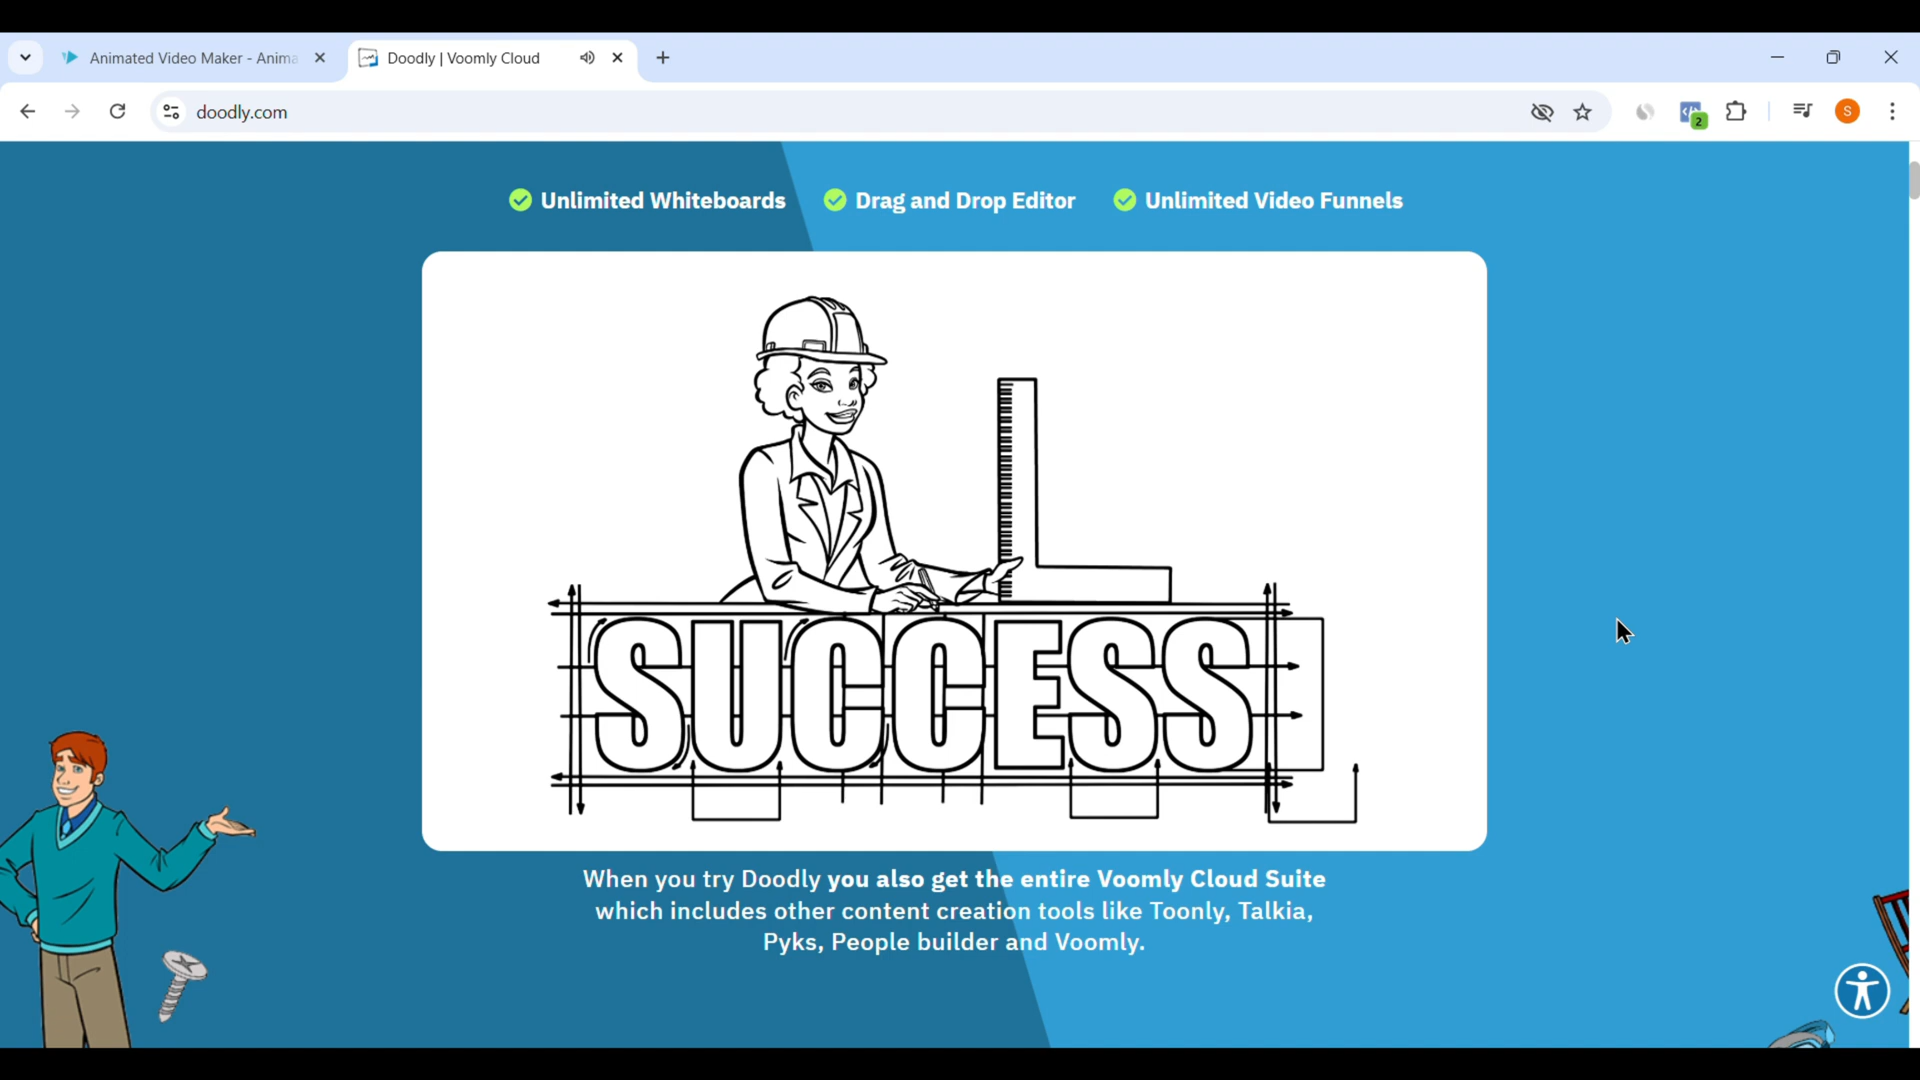 Animated Video Maker - Anima
Doodly | Voomly Cloud
doodly.com
2
S
Unlimited Whiteboards
Drag and Drop Editor
Unlimited Video Funnels
SUCCESS
When you try Doodly you also get the entire Voomly Cloud Suite
which includes other content creation tools like Toonly, Talkia,
Pyks, People builder and Voomly.